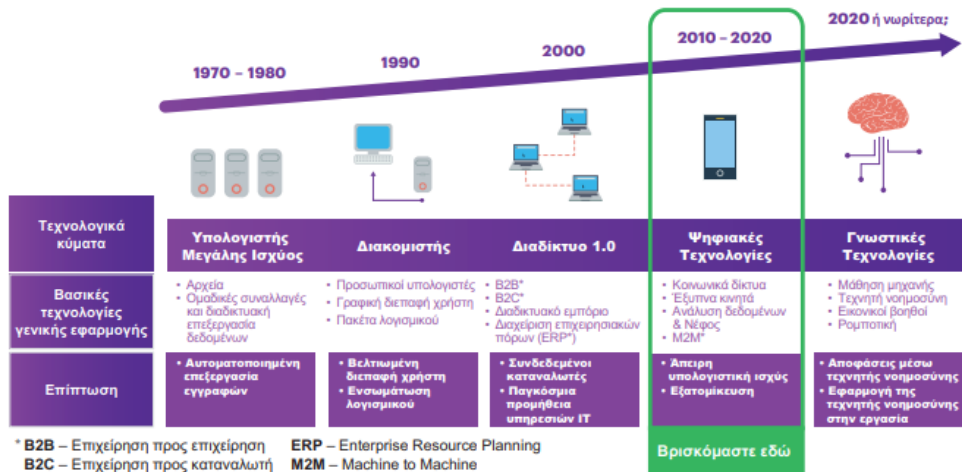 2020 ή νωρίτερα;
2010 – 2020
2000
1990
1970 – 1980
Τεχνολογικά
κύματα
Υπολογιστής
Μεγάλης Ισχύος
Διακομιστής
Διαδίκτυο 1.0
Ψηφιακές
Τεχνολογίες
Γνωστικές
Τεχνολογίες
Βασικές
τεχνολογίες
γενικής εφαρμογής
• Αρχεία
• Ομαδικές συναλλαγές
και διαδικτυακή
επεξεργασία
δεδομένων
• Προσωπικοί υπολογιστές
• Γραφική διεπαφή χρήστη
• Πακέτα λογισμικού
• B2B*
• B2C*
• Διαδικτυακό εμπόριο
• Διαχείριση επιχειρησιακών
πόρων (ERP*)
• Κοινωνικά δίκτυα
• Έξυπνα κινητά
• Ανάλυση δεδομένων
& Νέφος
• M2M*
• Μάθηση μηχανής
• Τεχνητή νοημοσύνη
• Εικονικοί βοηθοί
• Ρομποτική
Επίπτωση
• Αυτοματοποιημένη
επεξεργασία
εγγραφών
• Βελτιωμένη
διεπαφή χρήστη
• Ενσωμάτωση
λογισμικού
• Συνδεδεμένοι
καταναλωτές
• Παγκόσμια
προμήθεια
υπηρεσιών IT
• Άπειρη
υπολογιστική ισχύς
• Εξατομίκευση
• Αποφάσεις μέσω
τεχνητής νοημοσύνης
• Εφαρμογή της
τεχνητής νοημοσύνης
στην εργασία
* B2B – Επιχείρηση προς επιχείρηση
ERP – Enterprise Resource Planning
B2C – Επιχείρηση προς καταναλωτή
M2M – Machine to Machine
Βρισκόμαστε εδώ